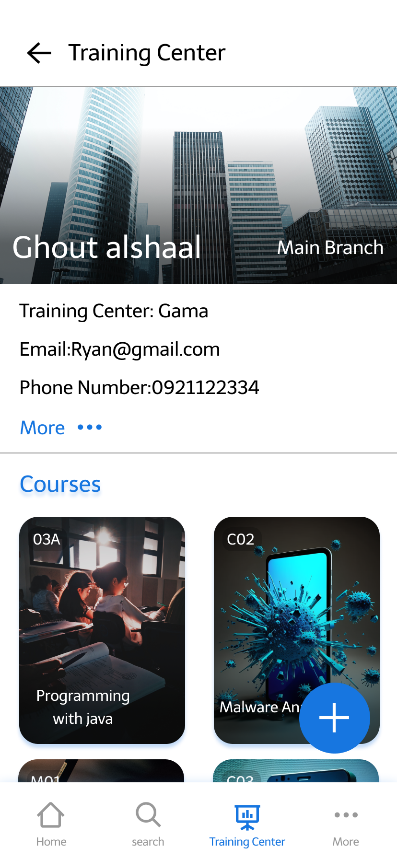 Training Center
Ghout alshaal
Main Branch
Training Center: Gama
Email:Ryan@gmail.com
Phone Number:0921122334
More
Courses
03A
C02
Programming
with java
Malware
M01
C03
Home
search
Training Center
More